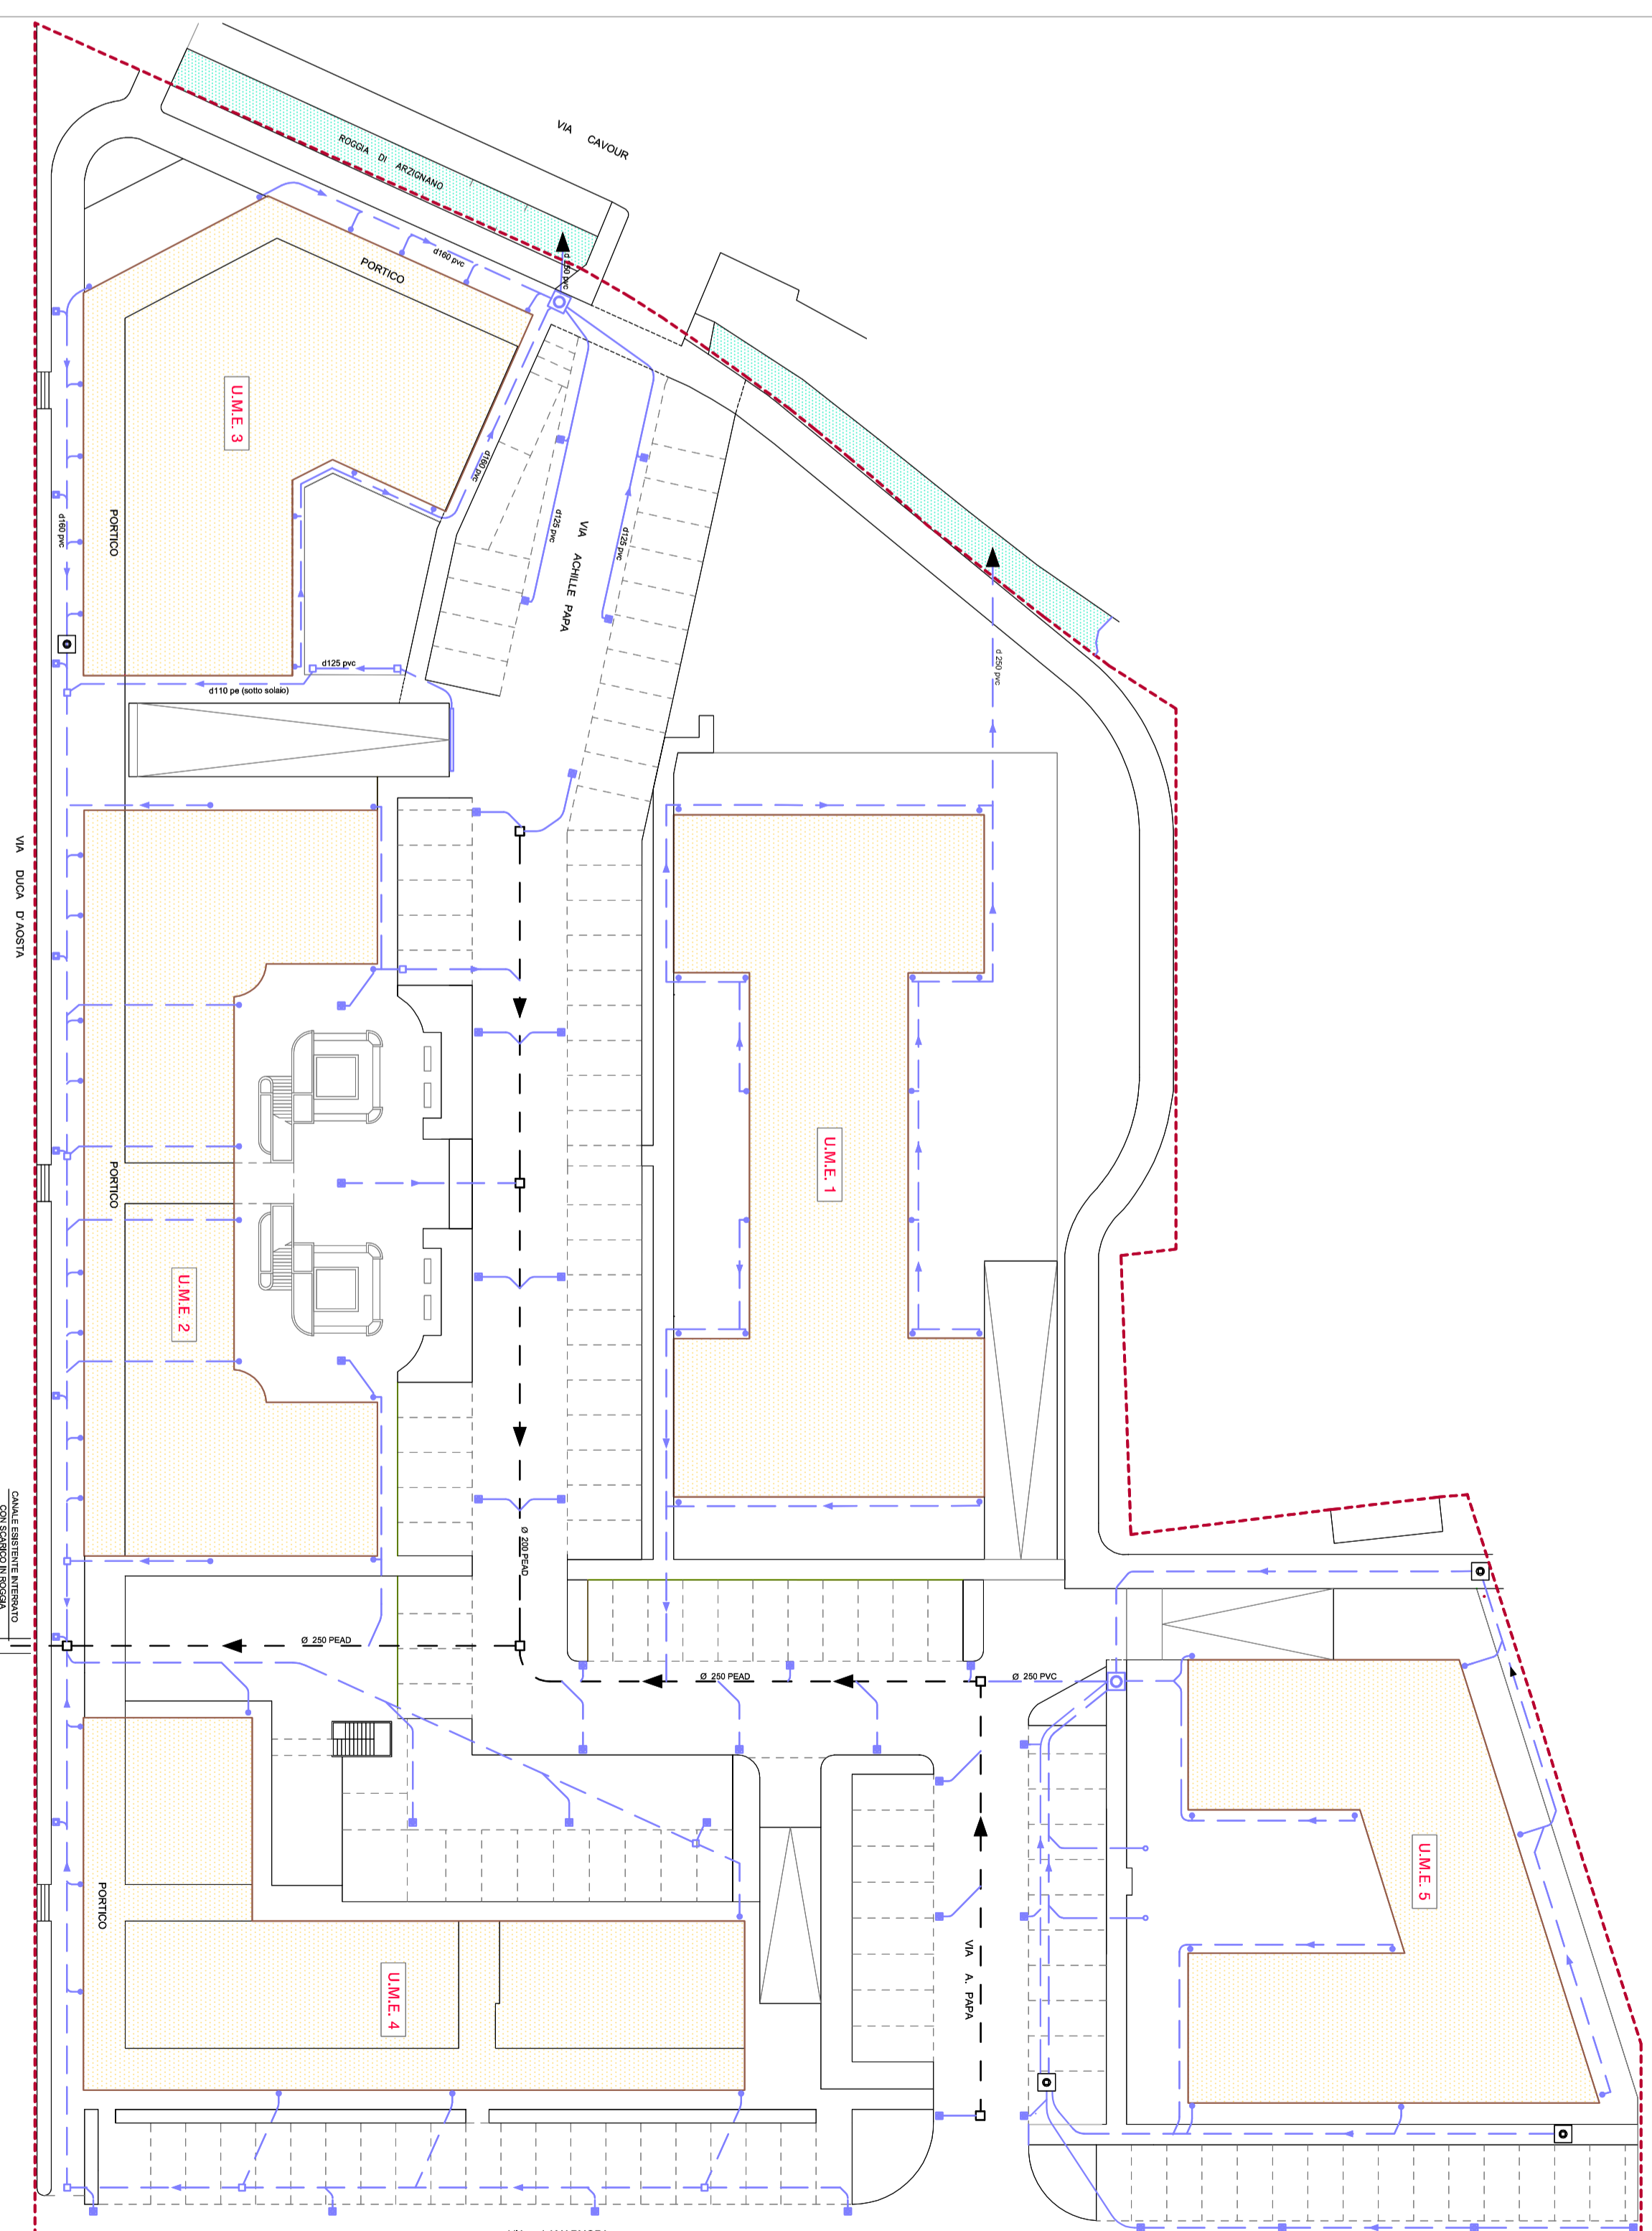 VIA CAVOUR
ROGGIA DI ARZIGNANO
d 250 pvc
d160 pvc
PORTICO
U.M.E. 3
d160 pvc
d125 pvc
d125 pvc
VIA ACHILLE PAPA
PORTICO
d160 pvc
d 250 pvc
d125 pvc
d110 pe (sotto solaio)
VIA DUCA D'AOSTA
U.M.E. 1
PORTICO
U.M.E. 2
Ø 200 PEAD
CANALE ESISTENTE INTERRATO
CON SCARICO IN ROGGIA
Ø 250 PEAD
Ø 250 PEAD
Ø 250 PVC
U.M.E. 5
PORTICO
VIA A. PAPA
U.M.E. 4